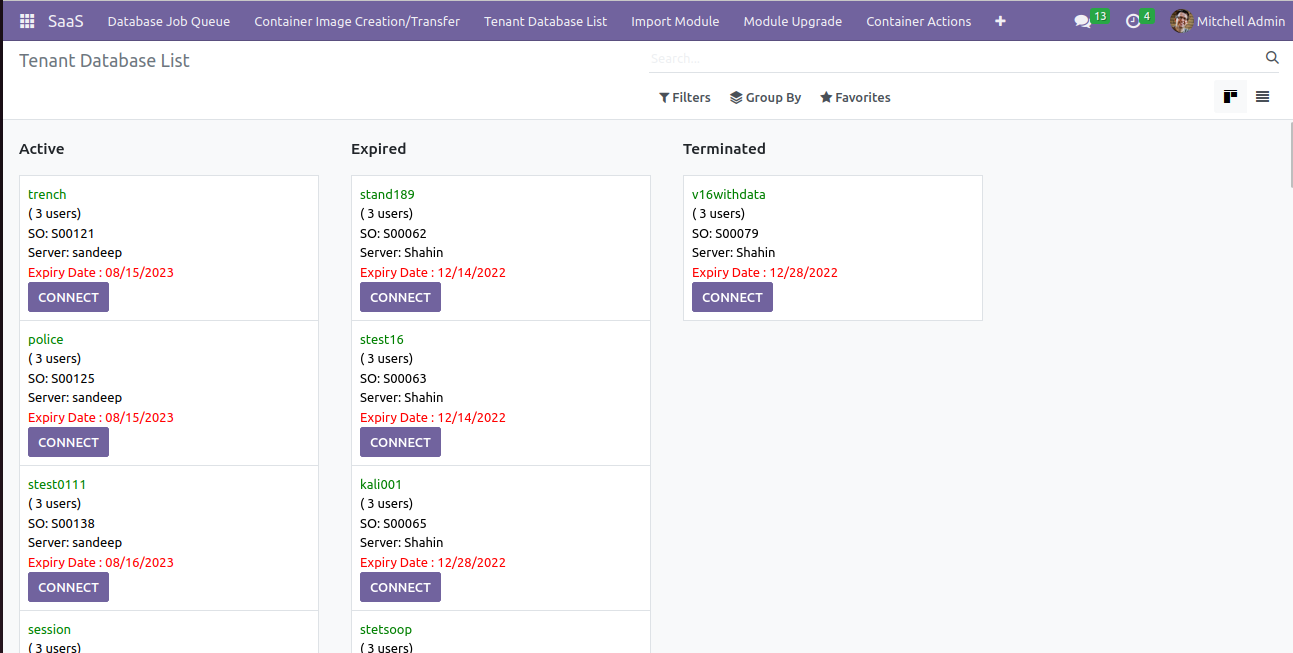 SaaS Database Job Queue Container Image Creation/Transfer Tenant Database List Import Module Module Upgrade Container Actions + 13 4 Mitchell Admin
Tenant Database List
Search...
Filters Group By Favorites
Active
trench
( 3 users)
SO: S00121
Server: sandeep
Expiry Date : 08/15/2023
CONNECT
police
( 3 users)
SO: S00125
Server: sandeep
Expiry Date : 08/15/2023
CONNECT
stest0111
( 3 users)
SO: S00138
Server: sandeep
Expiry Date : 08/16/2023
CONNECT
session
( 3 users)
Expired
stand189
( 3 users)
SO: S00062
Server: Shahin
Expiry Date : 12/14/2022
CONNECT
stest16
( 3 users)
SO: S00063
Server: Shahin
Expiry Date : 12/14/2022
CONNECT
kali001
( 3 users)
SO: S00065
Server: Shahin
Expiry Date : 12/28/2022
CONNECT
stetsoop
( 3 users)
Terminated
v16withdata
( 3 users)
SO: S00079
Server: Shahin
Expiry Date : 12/28/2022
CONNECT